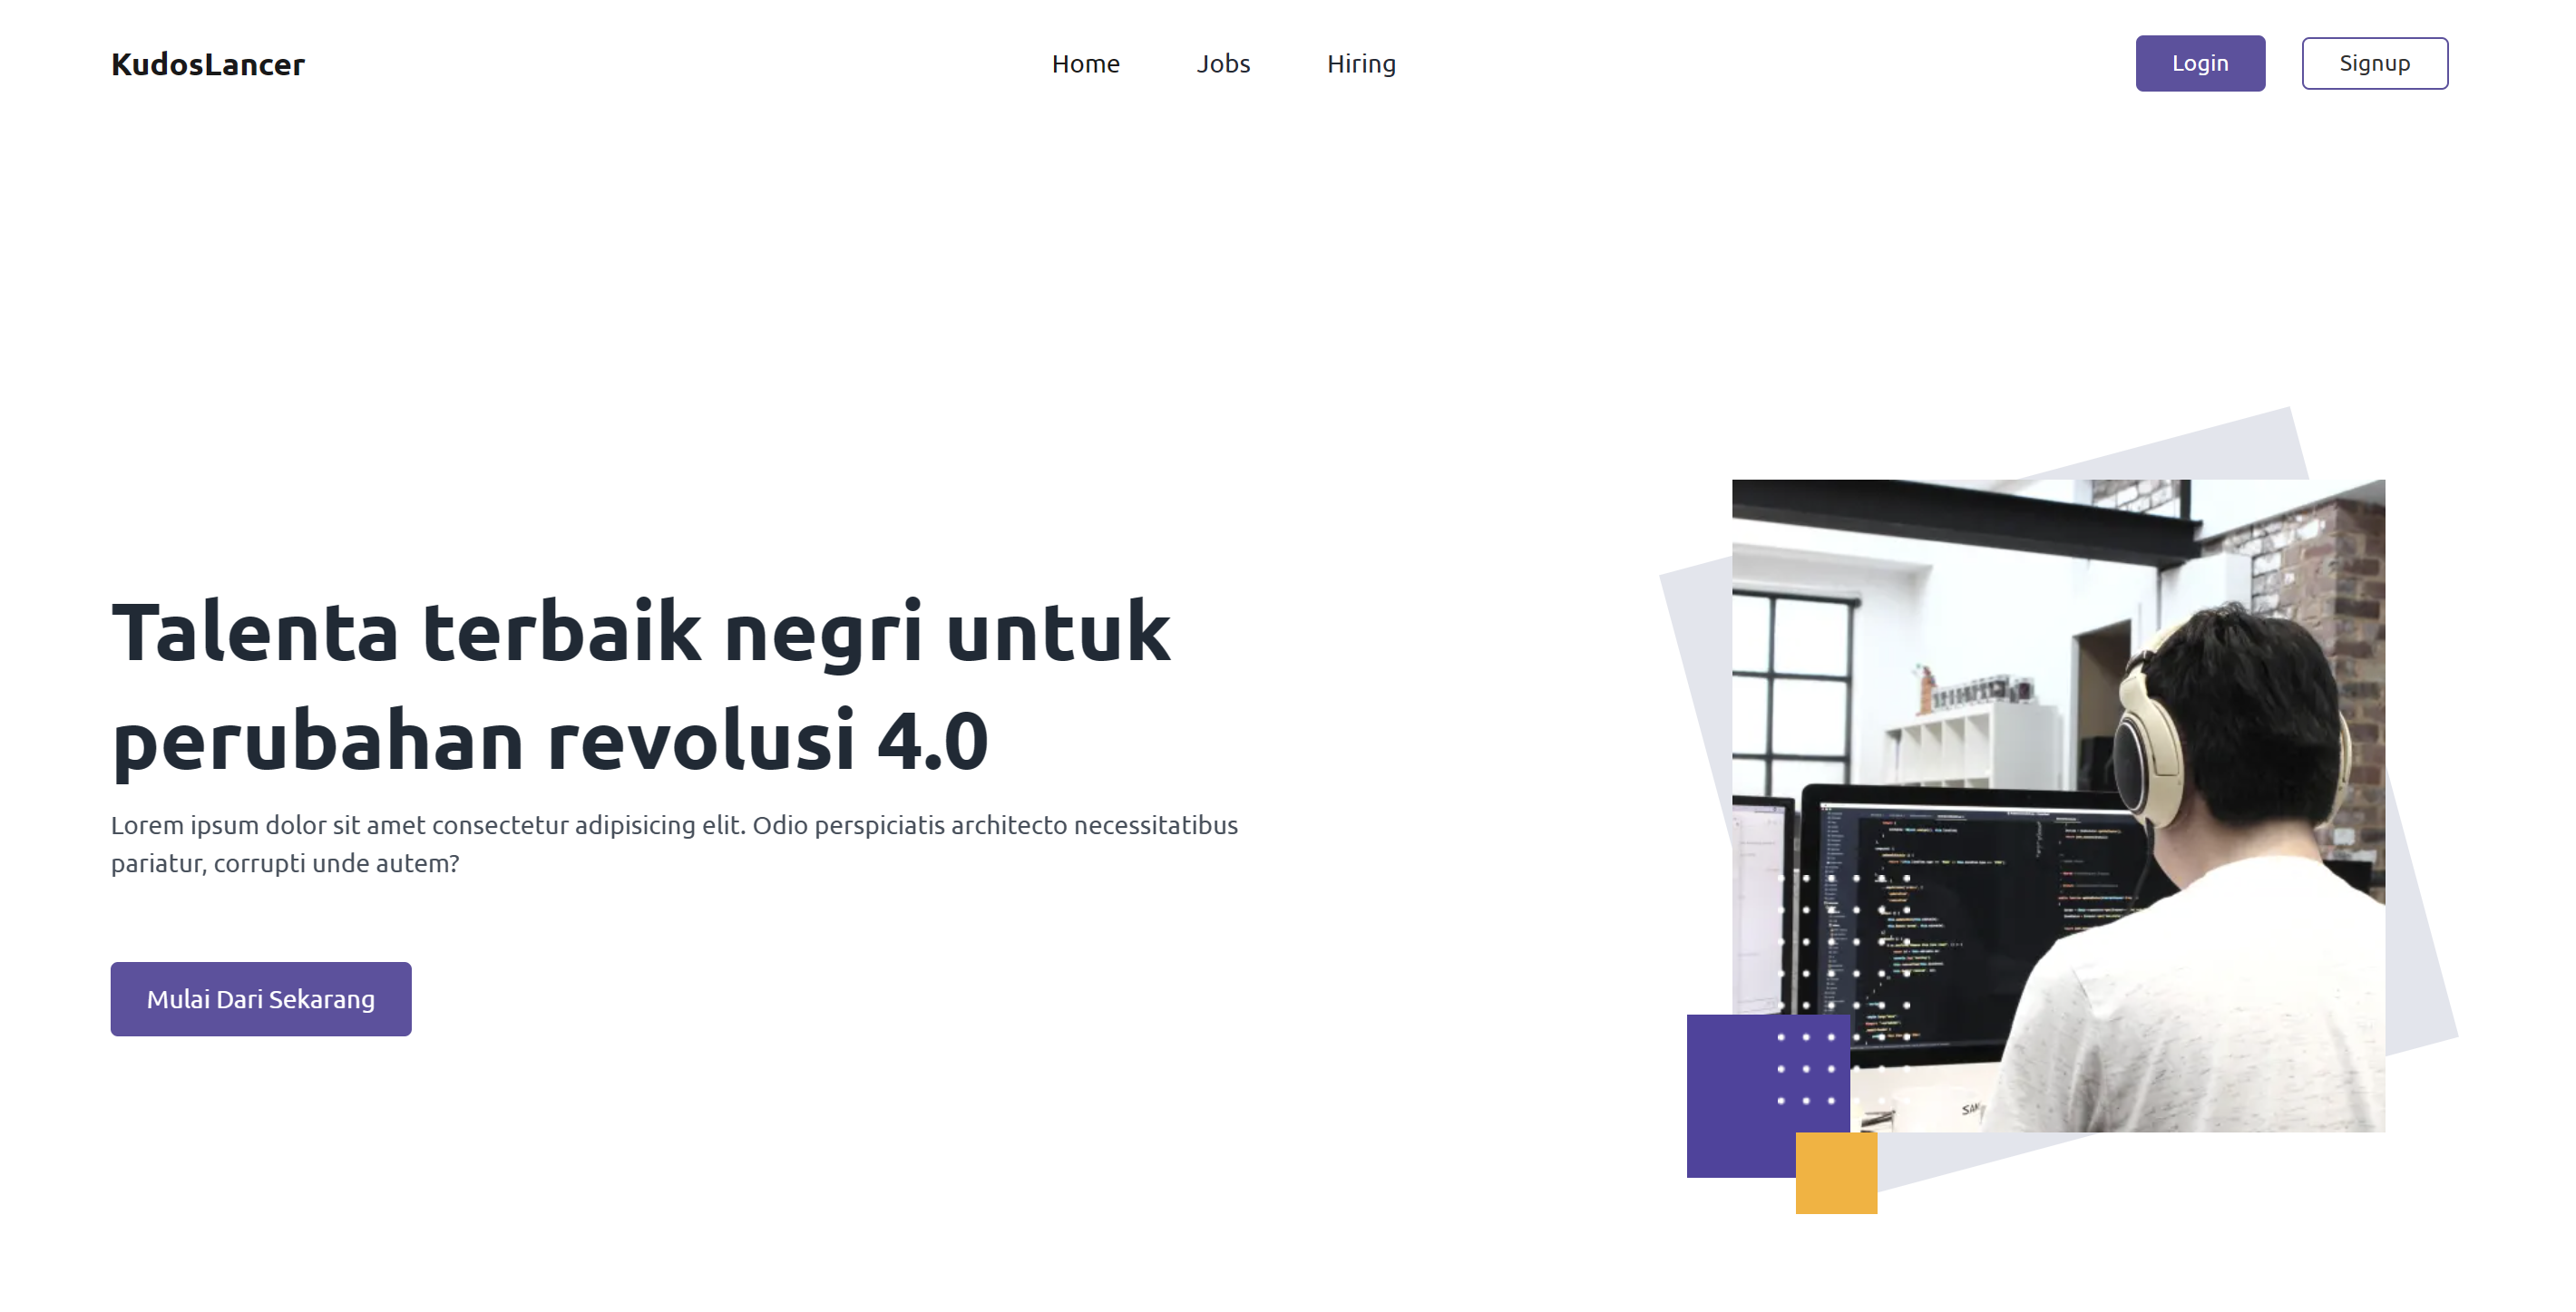 KudosLancer
Home
Jobs
Hiring
Login
Signup
Talenta terbaik negri untuk
perubahan revolusi 4.0
Lorem ipsum dolor sit amet consectetur adipisicing elit. Odio perspiciatis architecto necessitatibus
pariatur, corrupti unde autem?
Mulai Dari Sekarang